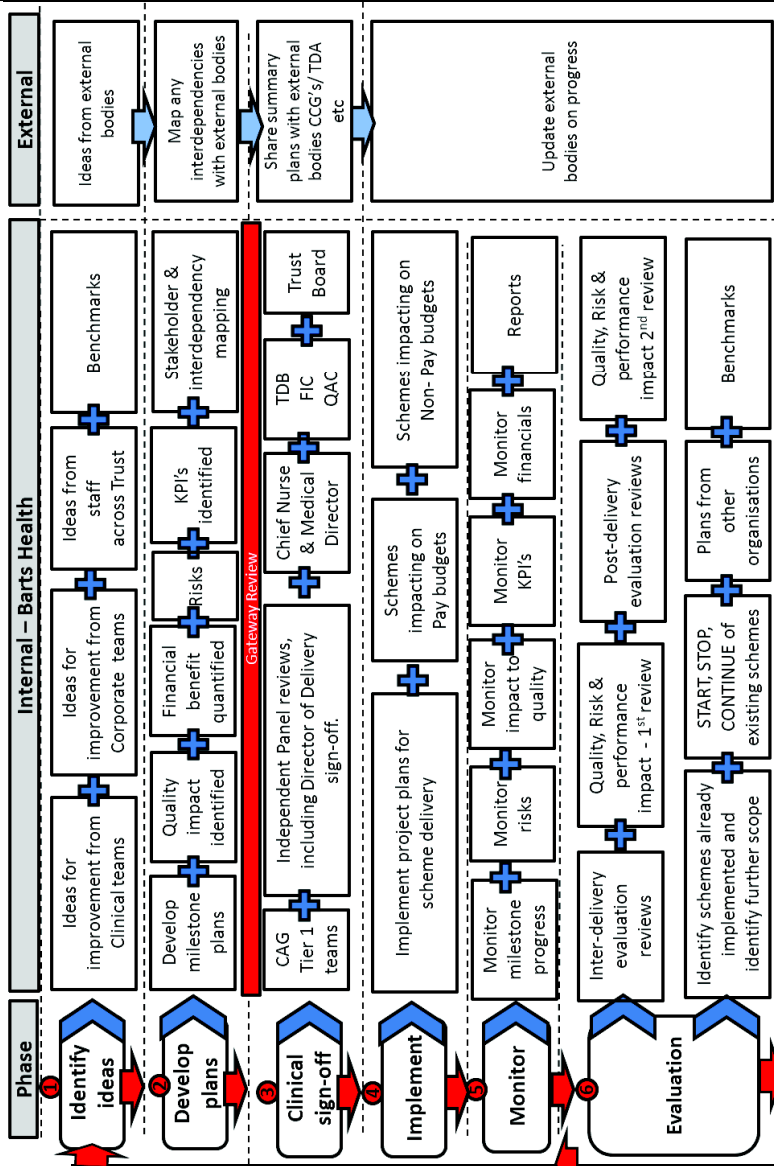 Phase
Internal – Barts Health
External
1
Identify
ideas
Ideas for
improvement from
Clinical teams
Ideas for
improvement from
Corporate teams
Ideas from
staff
across Trust
Benchmarks
Ideas from external
bodies
2
Develop
plans
Develop
milestone
plans
Quality
impact
identified
Financial
benefit
quantified
Risks
KPI's
identified
Stakeholder &
interdependency
mapping
Map any
interdependencies
with external bodies
Gateway Review
3
Clinical
sign-off
CAG
Tier 1
teams
Independent Panel reviews,
including Director of Delivery
sign-off.
Chief Nurse
& Medical
Director
TDB
FIC
QAC
Trust
Board
Share summary
plans with external
bodies CCG's/ TDA
etc
4
Implement
Implement project plans for
scheme delivery
Schemes
impacting on
Pay budgets
Schemes impacting on
Non- Pay budgets
Update external
bodies on progress
5
Monitor
Monitor
milestone
progress
Monitor
risks
Monitor
impact to
quality
Monitor
KPI's
Monitor
financials
Reports
6
Evaluation
Inter-delivery
evaluation
reviews
Quality, Risk &
performance
impact - 1st review
Post-delivery
evaluation reviews
Quality, Risk &
performance
impact 2nd review
Identify schemes already
implemented and
identify further scope
START, STOP,
CONTINUE of
existing schemes
Plans from
other
organisations
Benchmarks